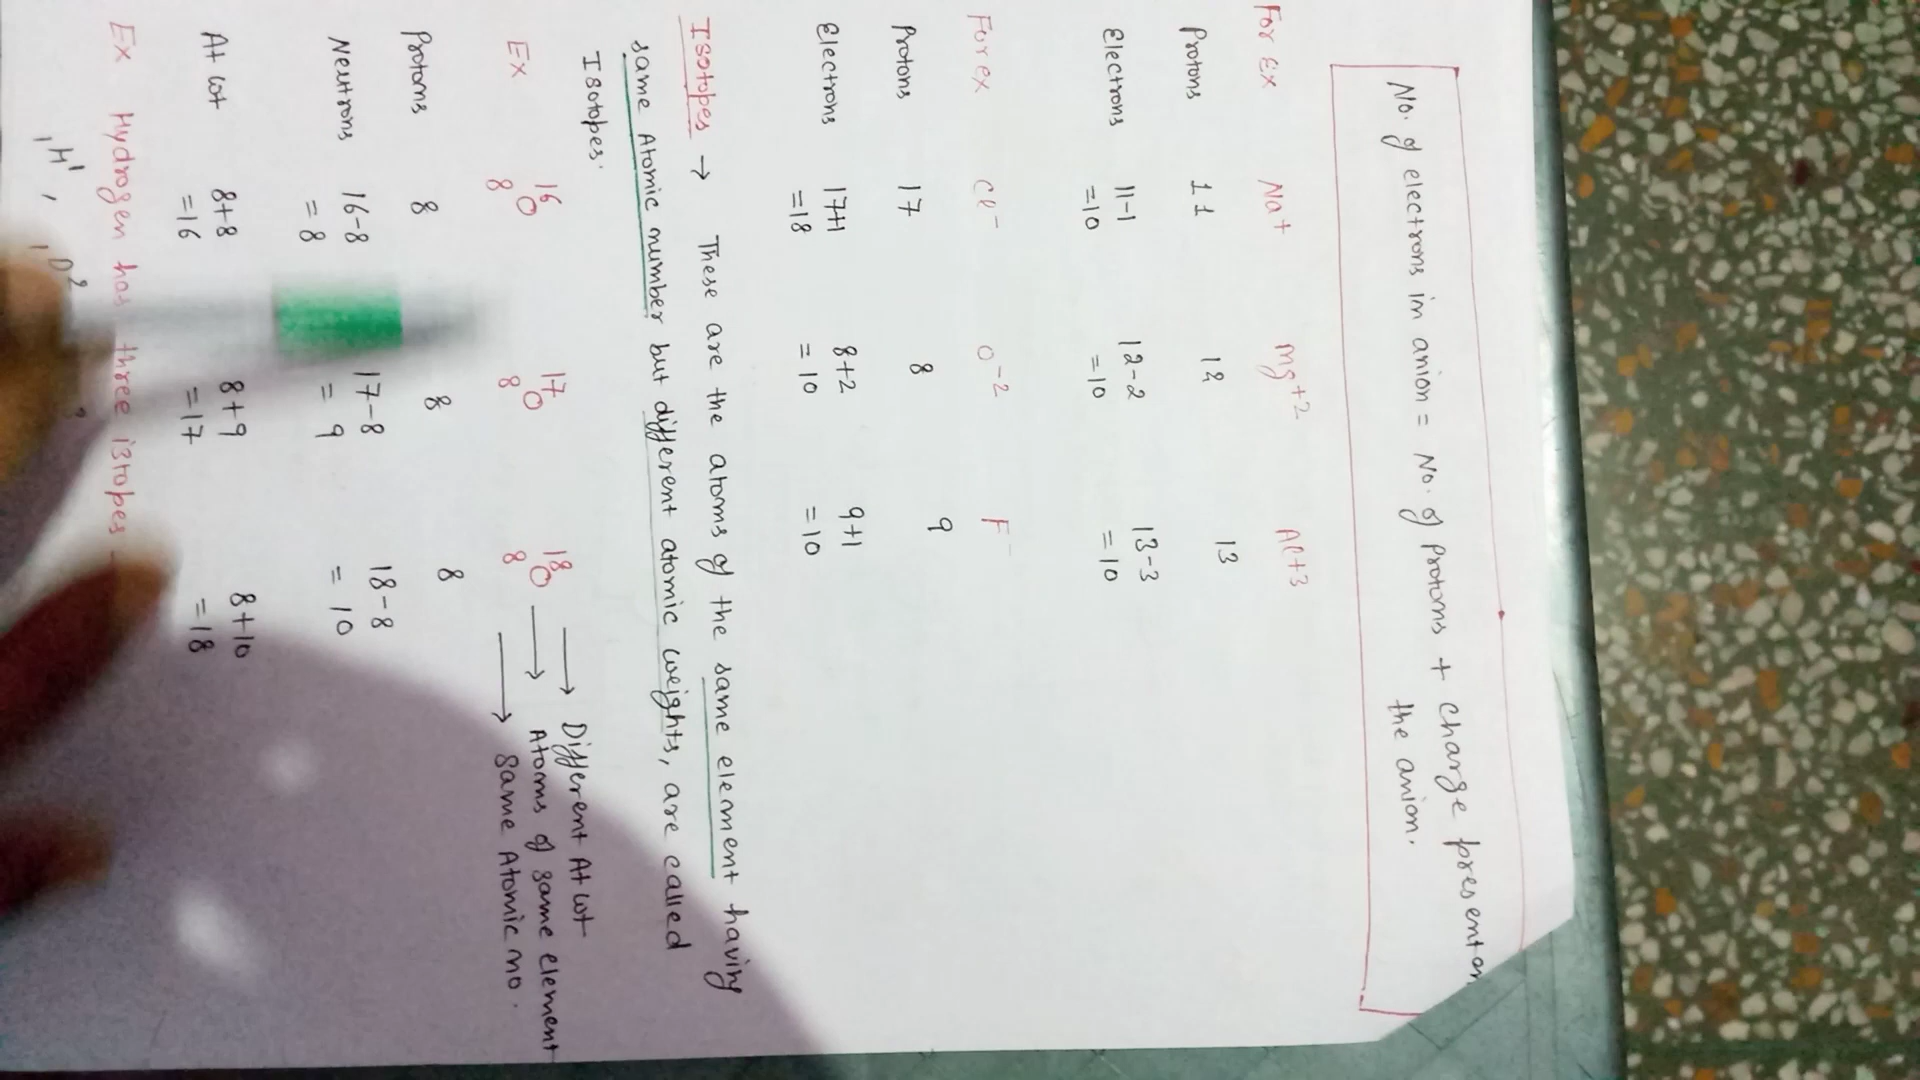 No. of electrons in anion = No. of protons + charge present on
the anion.
For Ex Na+ Mg+2 Al+3
Protons 11 12 13
Electrons 11-1 12-2 13-3
=10 =10 =10
For ex Cl- O-2 F-
Protons 17 8 9
Electrons 17+1 8+2 9+1
=18 =10 =10
Isotopes → These are the atoms of the same element having
same Atomic number but different atomic weights, are called
Isotopes.
→ Different At wt
Ex 16 8 O 17 8 O 18 8 O → Atoms of same element
→ Same Atomic no.
Protons 8 8 8
Neutrons 16-8 17-8 18-8
=8 =9 =10
At wt 8+8 8+9 8+10
=16 =17 =18
Ex Hydrogen has three isotopes -
1H1, 1D2